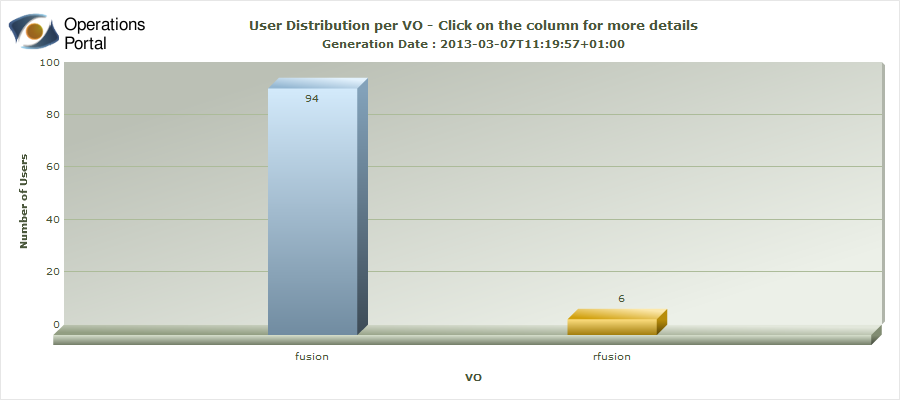 Operations
Portal
User Distribution per VO - Click on the column for more details
Generation Date : 2013-03-07T11:19:57+01:00
100
80
60
40
20
0
Number of Users
94
6
fusion
rfusion
VO